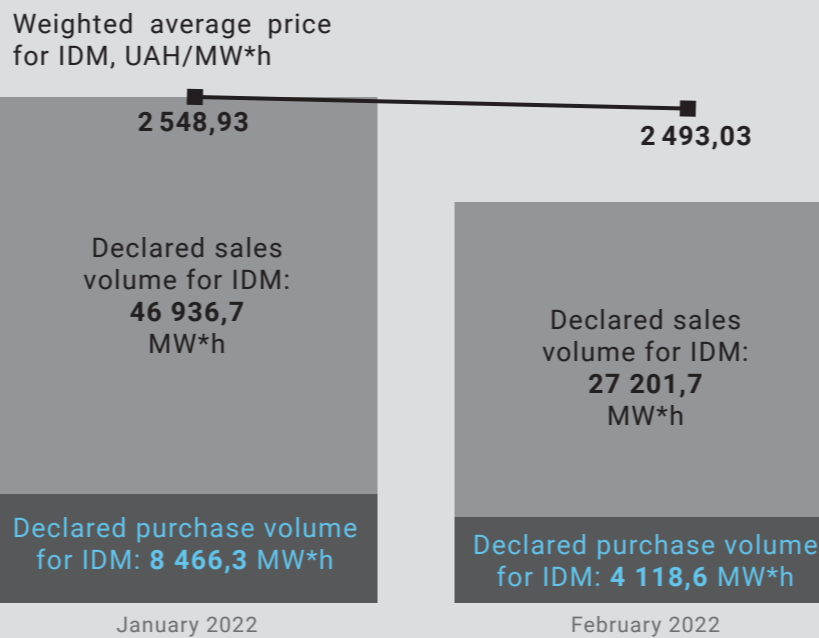 Weighted average price
for IDM, UAH/MW*h
2 548,93
2 493,03
Declared sales
volume for IDM:
46 936,7
MW*h
Declared sales
volume for IDM:
27 201,7
MW*h
Declared purchase volume
for IDM: 8 466,3 MW*h
Declared purchase volume
for IDM: 4 118,6 MW*h
January 2022
February 2022